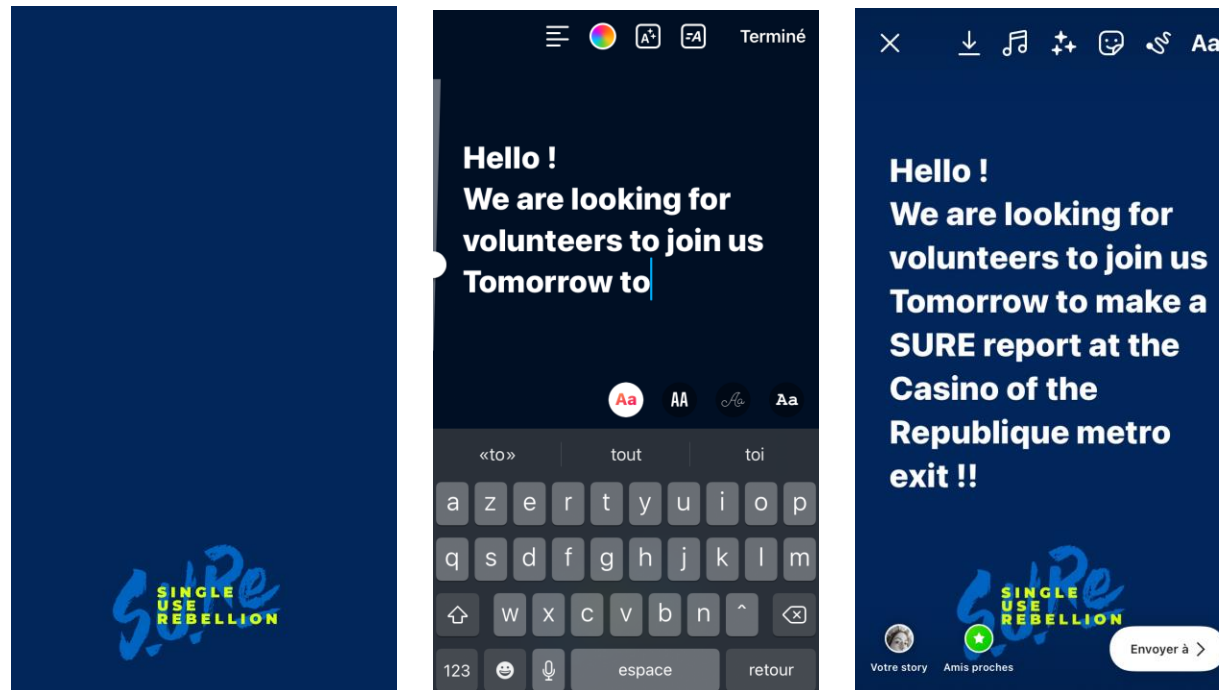 S.U.Re
SINGLE
USE
REBELLION
A+ =A Terminé
Hello !
We are looking for
volunteers to join us
Tomorrow to
Aa AA Aa Aa
«to» tout toi
a z e r t y u i o p
q s d f g h j k l m
w x c v b n ^
123 espace retour
Aa
Hello !
We are looking for
volunteers to join us
Tomorrow to make a
SURE report at the
Casino of the
Republique metro
exit !!
S.U.Re
SINGLE
USE
REBELLION
Votre story Amis proches Envoyer à >